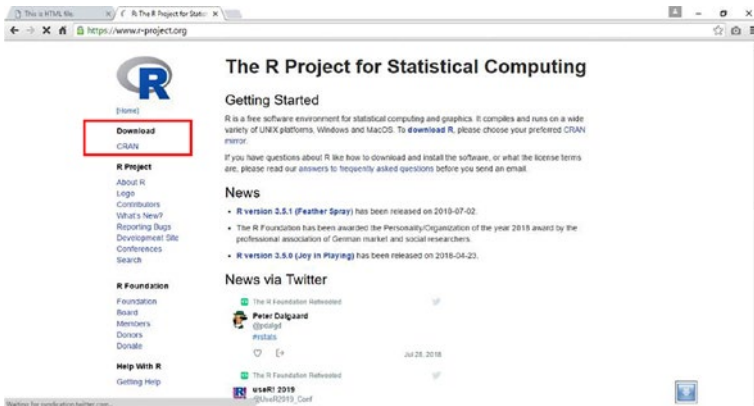 This is HTML file.
R: The R Project for Statis
https://www.r-project.org
R
[Home]
Download
CRAN
R Project
About R
Logo
Contributors
What's New?
Reporting Bugs
Development Site
Conferences
Search
R Foundation
Foundation
Board
Members
Donors
Donate
Help With R
Getting Help
The R Project for Statistical Computing
Getting Started
R is a free software environment for statistical computing and graphics. It compiles and runs on a wide
variety of UNIX platforms, Windows and MacOS. To download R, please choose your preferred CRAN
mirror.
If you have questions about R like how to download and install the software, or what the license terms
are, please read our answers to frequently asked questions before you send an email.
News
R version 3.5.1 (Feather Spray) has been released on 2018-07-02.
The R Foundation has been awarded the Personality/Organization of the year 2018 award by the
professional association of German market and social researchers.
R version 3.5.0 (Joy in Playing) has been released on 2018-04-23.
News via Twitter
The R Foundation Retweeted
Peter Dalgaard
@pdalgd
#rstats
Jul 28, 2018
The R Foundation Retweeted
useR! 2019
@UseR2019_Conf
Waiting for syndication.twitter.com...